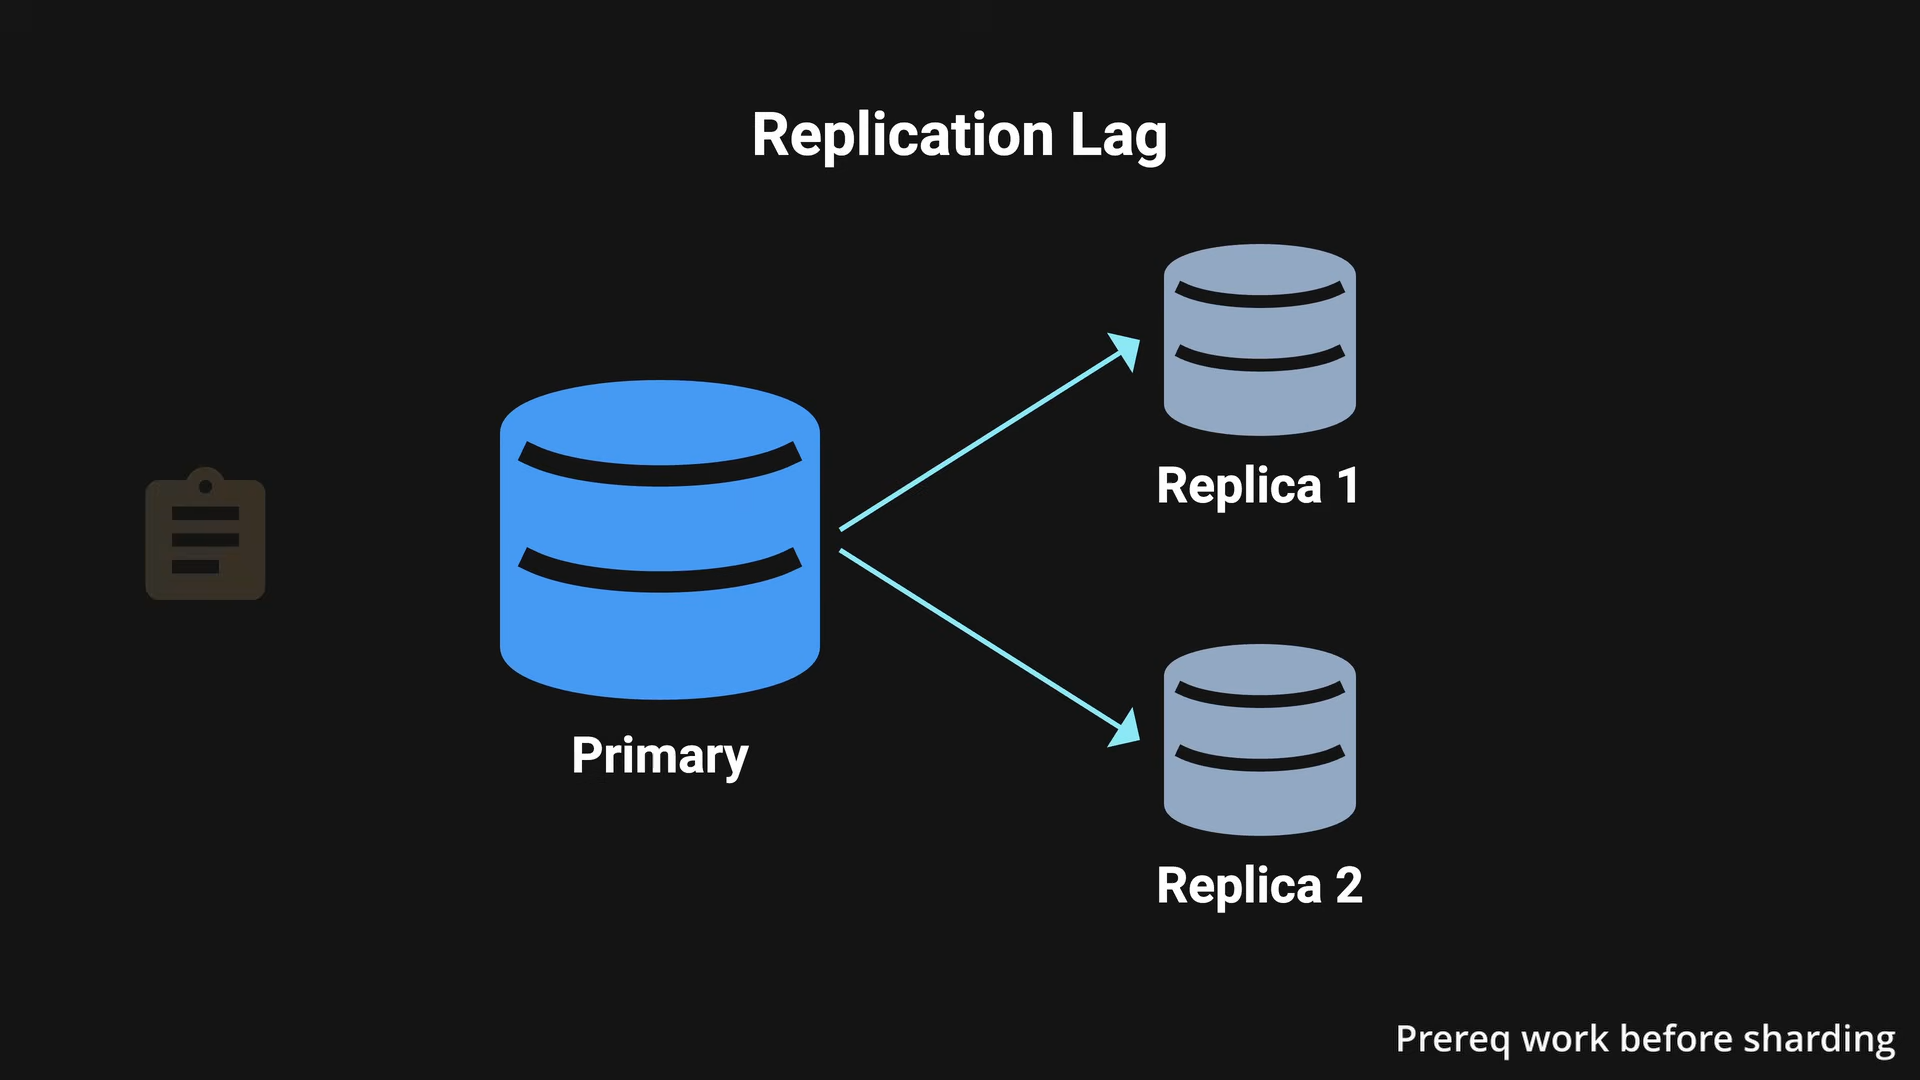 Replication Lag
Replica 1
Primary
Replica 2
Prereq work before sharding